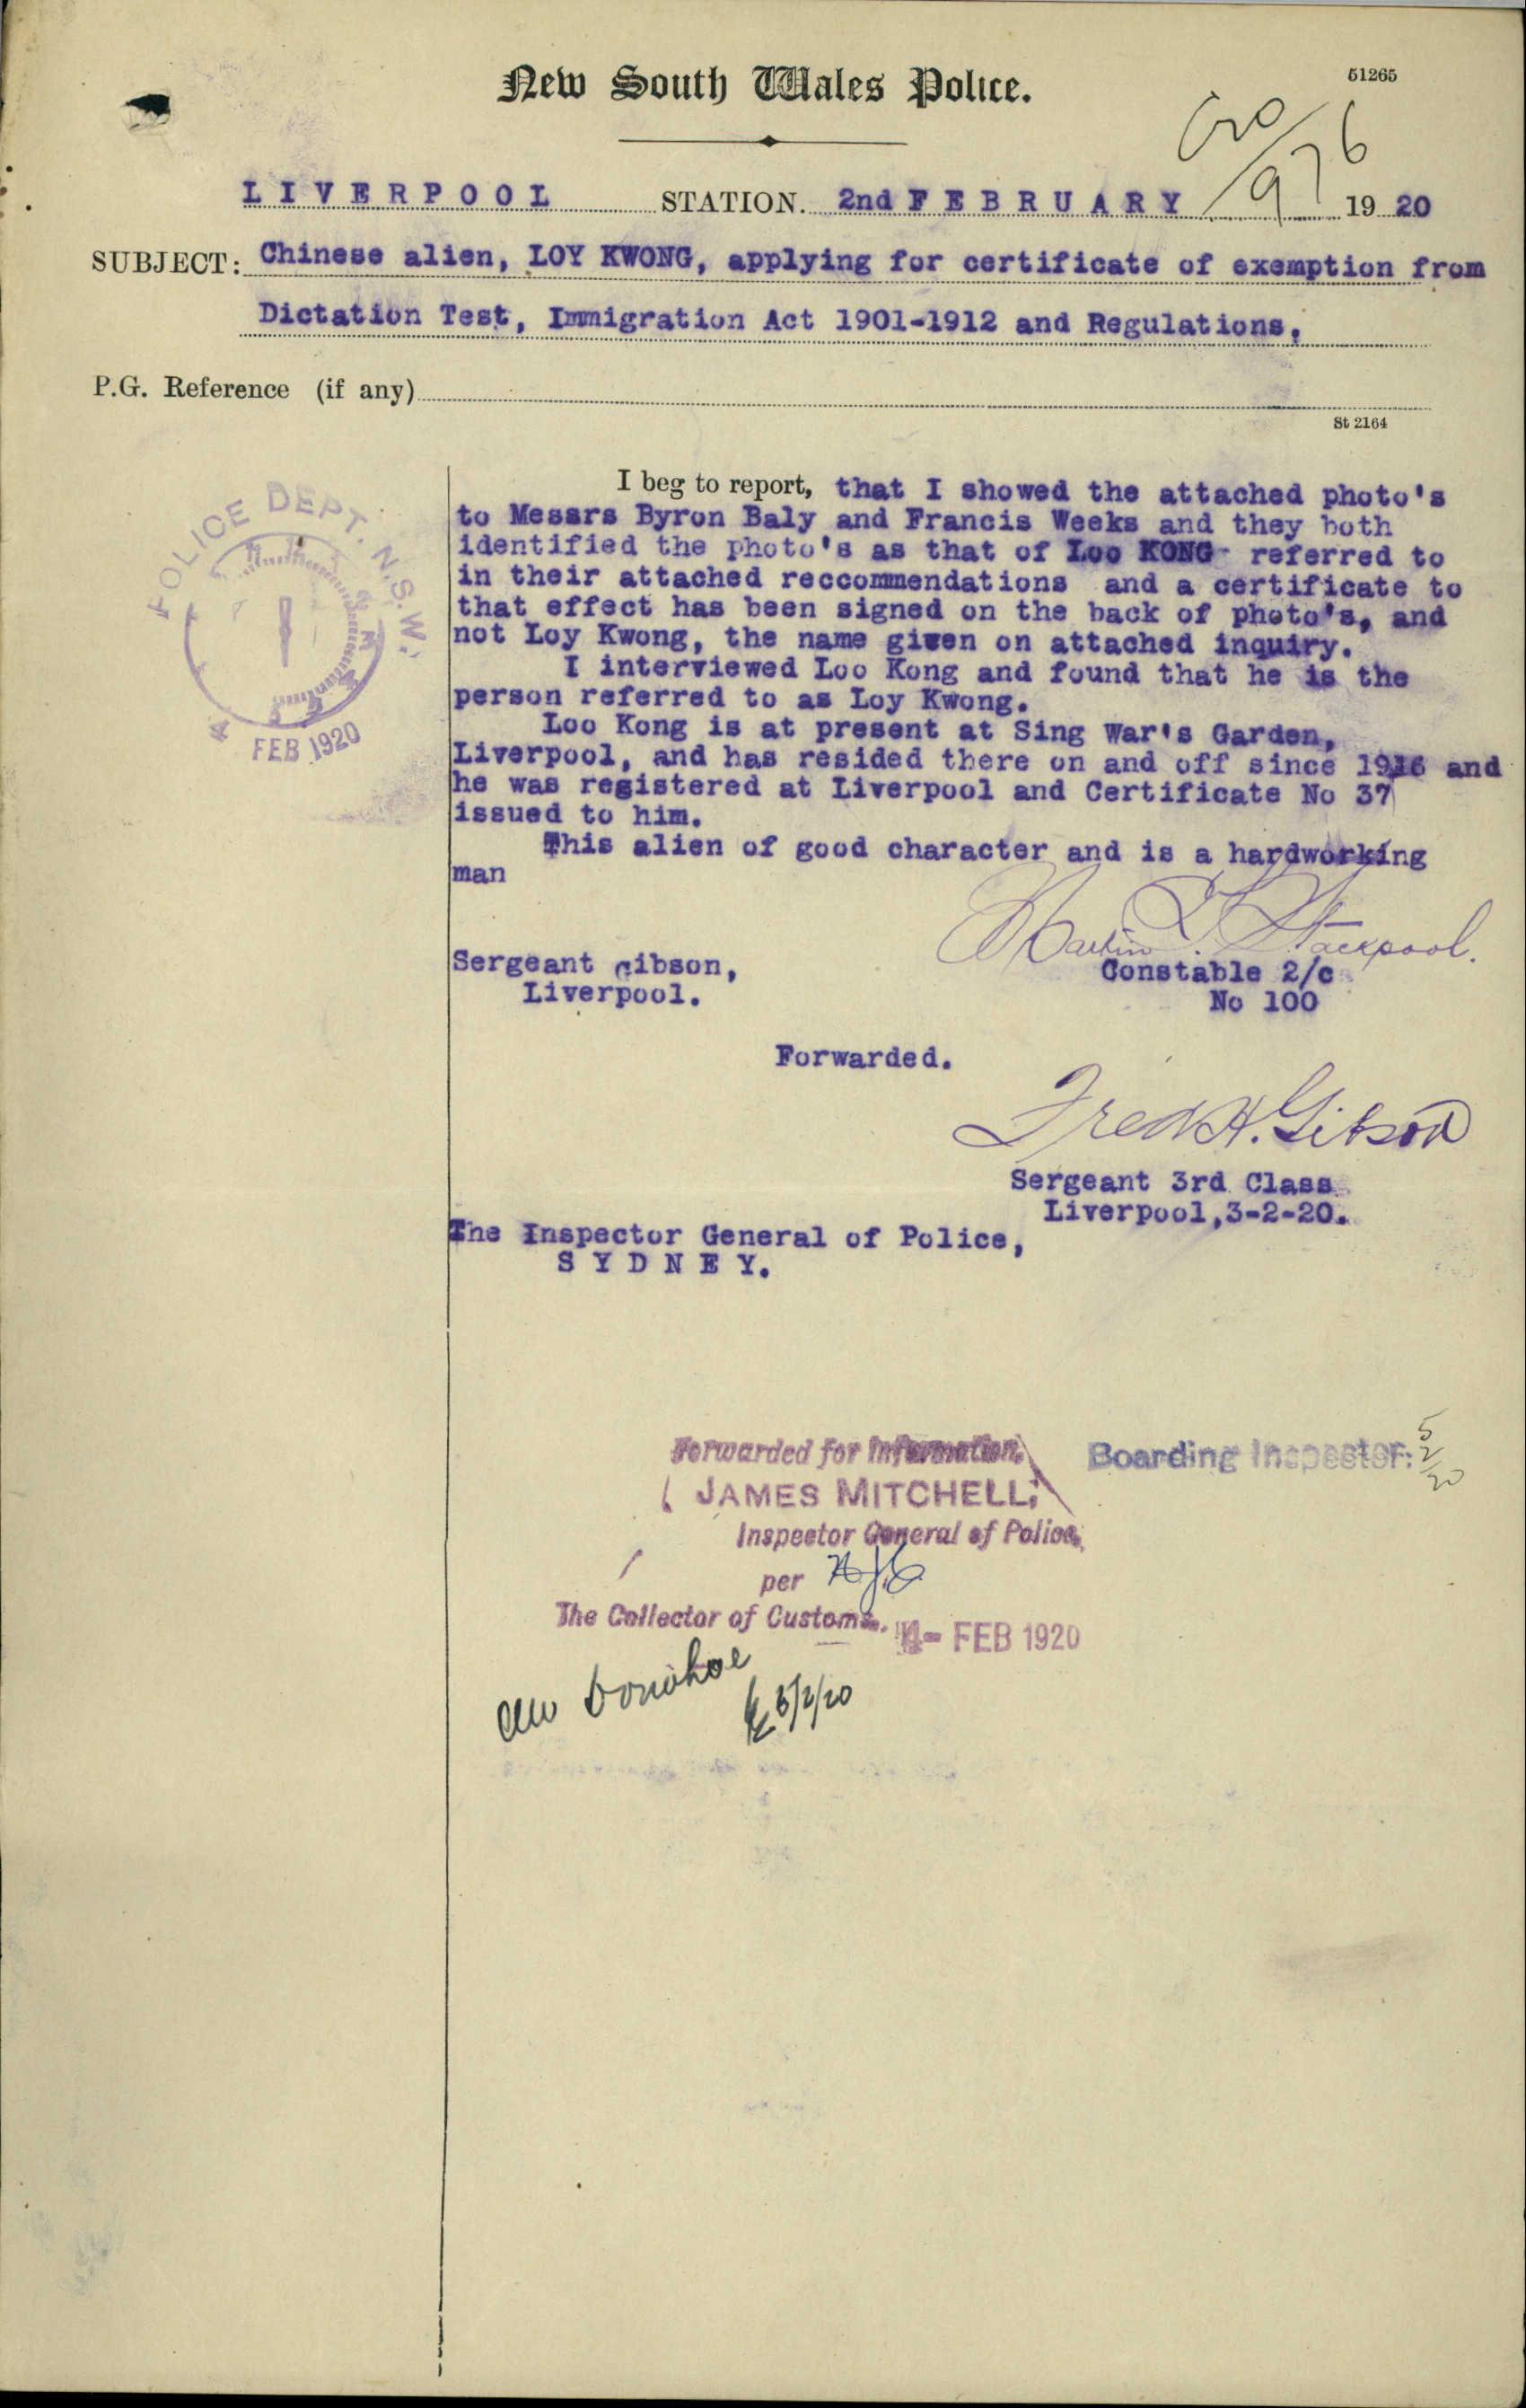 New South Wales Police.
51265
C20/976
LIVERPOOL STATION. 2nd FEBRUARY 1920
SUBJECT: Chinese alien, LOY KWONG, applying for certificate of exemption from
Dictation Test, Immigration Act 1901-1912 and Regulations.
P.G. Reference (if any)
St 2164
POLICE DEPT. N.S.W.
4 FEB 1920
I beg to report, that I showed the attached photo's
to Messrs Byron Baly and Francis Weeks and they both
identified the photo's as that of Loo KONG referred to
in their attached reccommendations and a certificate to
that effect has been signed on the back of photo's, and
not Loy Kwong, the name given on attached inquiry.
I interviewed Loo Kong and found that he is the
person referred to as Loy Kwong.
Loo Kong is at present at Sing War's Garden,
Liverpool, and has resided there on and off since 1916 and
he was registered at Liverpool and Certificate No 37
issued to him.
This alien of good character and is a hardworking
man
Martin Stackpool.
Sergeant Gibson,
Liverpool.
Constable 2/c
No 100
Forwarded.
Fred H. Gibson
Sergeant 3rd Class
Liverpool,3-2-20.
The Inspector General of Police,
SYDNEY.
Forwarded for Information.
JAMES MITCHELL,
Inspector General of Police,
per
Boarding Inspector.
5/2/20
The Collector of Customs.
4- FEB 1920
Donohoe
5/2/20